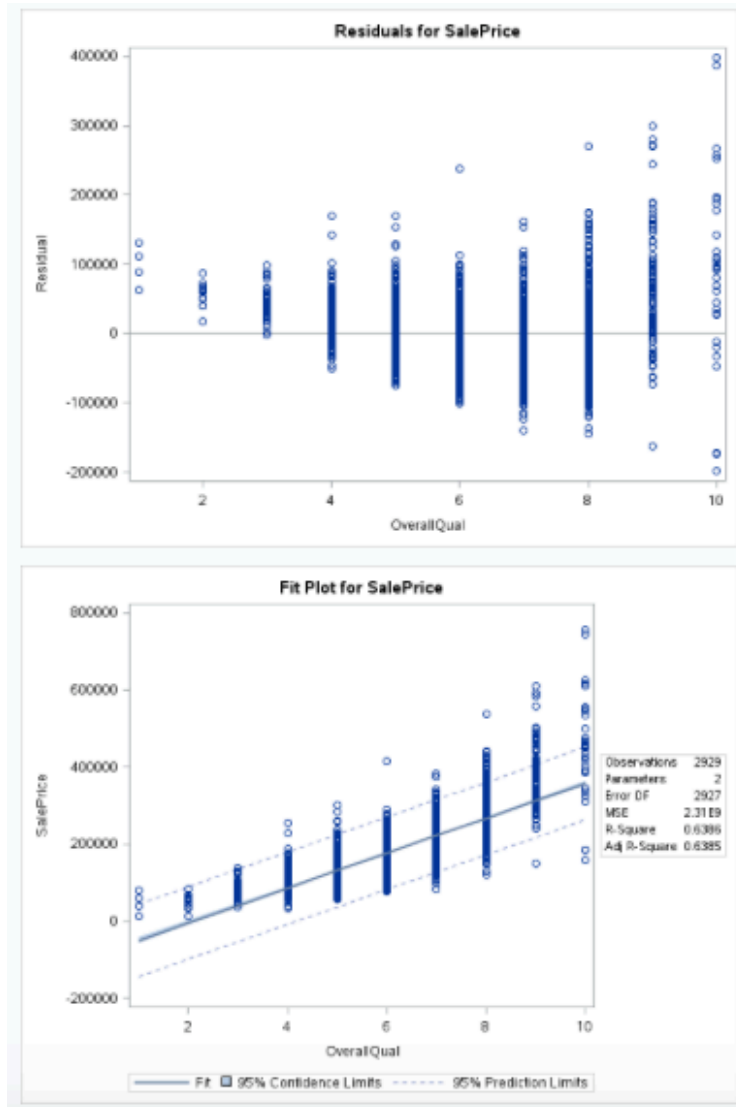 Residuals for SalePrice
400000
300000
200000
100000
0
-100000
-200000
Residual
2 4 6 8 10
OverallQual
Fit Plot for SalePrice
800000
600000
400000
200000
0
-200000
SalePrice
Observations 2929
Parameters 2
Error DF 2927
MSE 2.31E9
R-Square 0.6386
Adj R-Square 0.6385
2 4 6 8 10
OverallQual
Fit 95% Confidence Limits 95% Prediction Limits